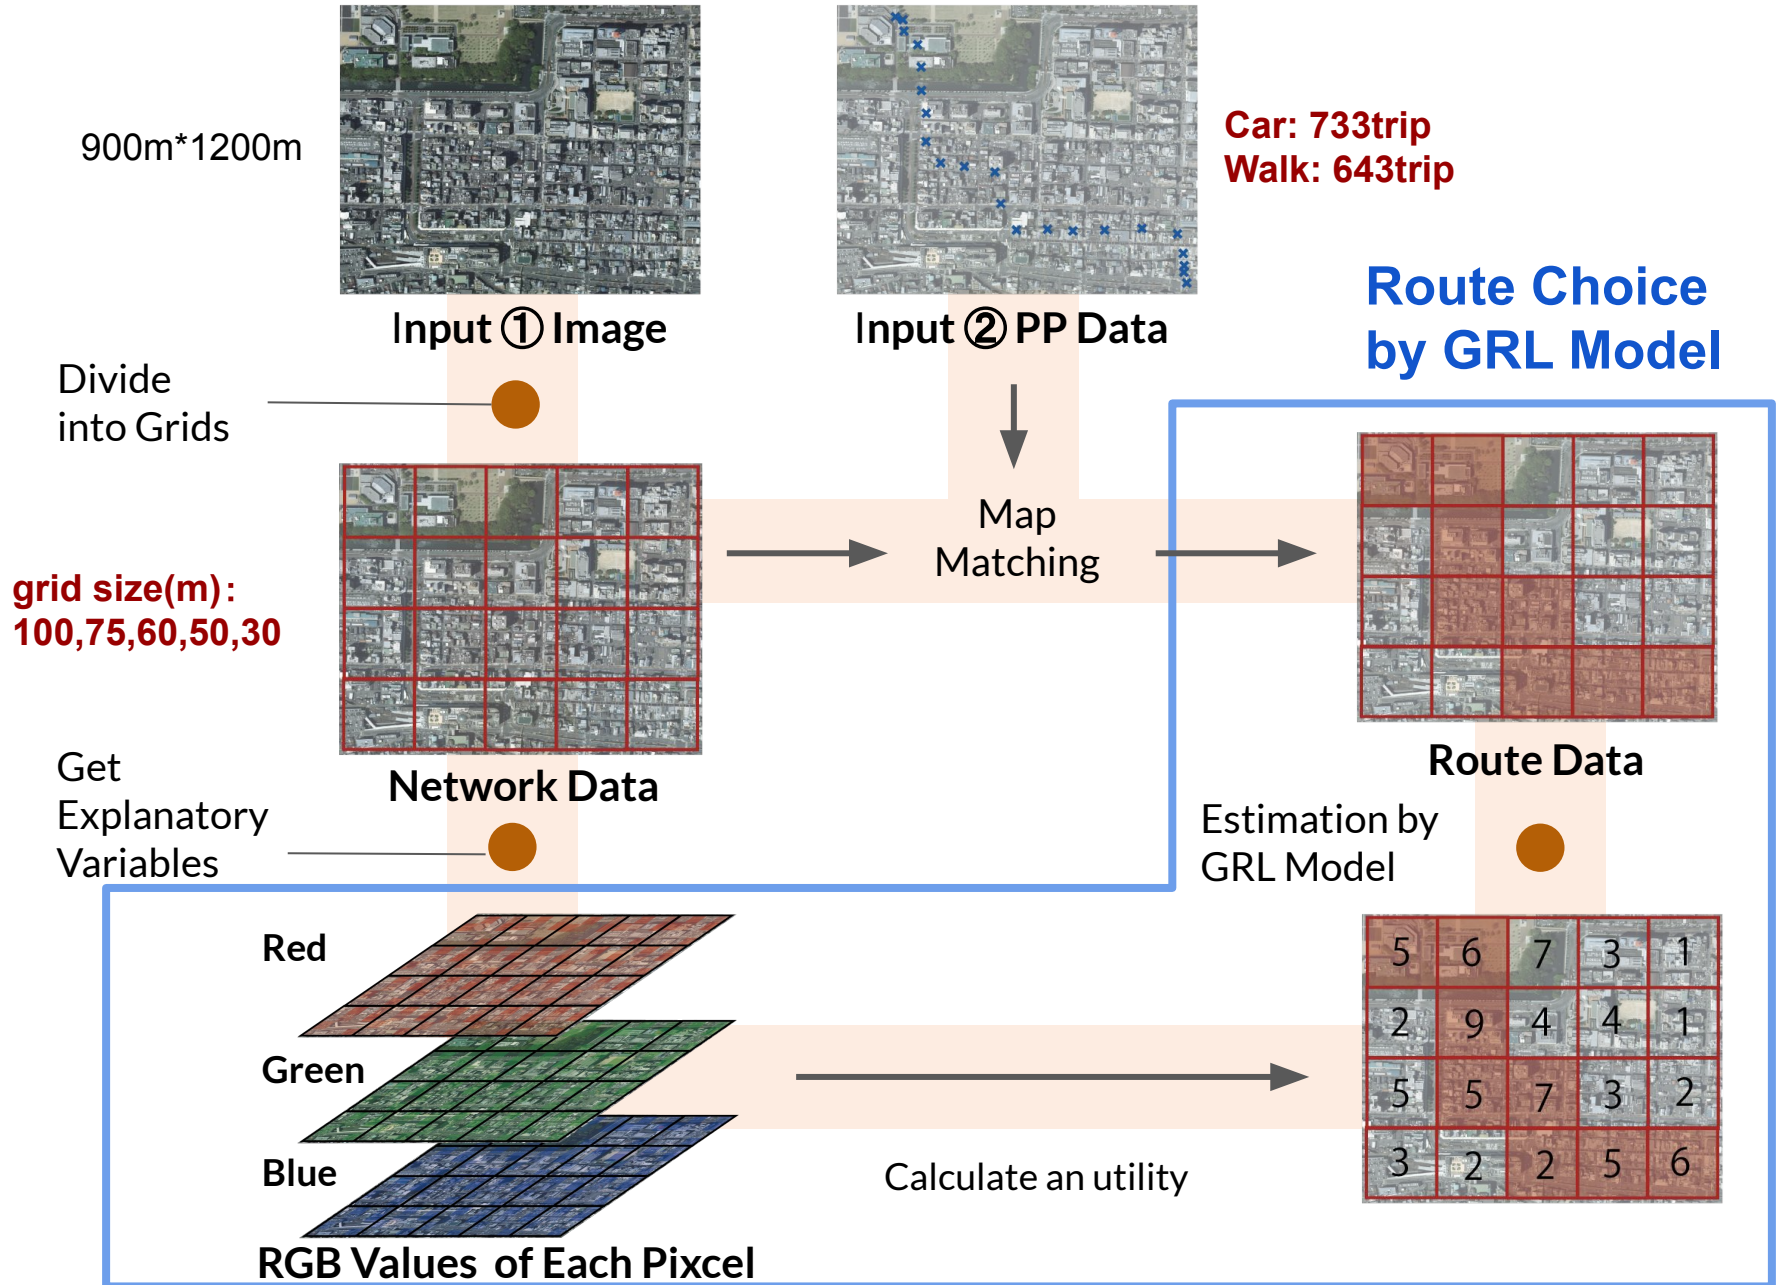 900m*1200m
Car: 733trip
Walk: 643trip
Input ① Image
Input ② PP Data
Route Choice
by GRL Model
Divide
into Grids
Map
Matching
grid size(m):
100,75,60,50,30
Network Data
Route Data
Get
Explanatory
Variables
Estimation by
GRL Model
Red
Green
Blue
5 6 7 3 1
2 9 4 4 1
5 5 7 3 2
3 2 2 5 6
Calculate an utility
RGB Values of Each Pixcel